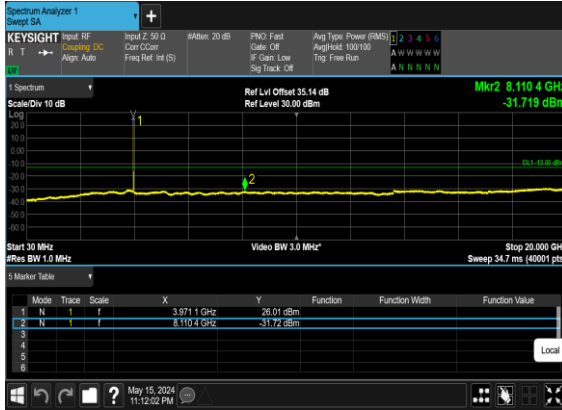 Spectrum Analyzer 1
Swept SA
+
KEYSIGHT Input: RF Input Z: 50 Ω #Atten: 20 dB PNO: Fast Avg Type: Power (RMS) 1 2 3 4 5 6
R T Coupling: DC Corr CCorr Gate: Off Avg|Hold: 100/100 A W W W W W
Align: Auto Freq Ref: Int (S) IF Gain: Low Trig: Free Run
Sig Track: Off A N N N N N
1 Spectrum
Ref Lvl Offset 35.14 dB Mkr2 8.110 4 GHz
Scale/Div 10 dB Ref Level 30.00 dBm -31.719 dBm
Log
20.0
10.0
0.00
-10.0
-20.0
-30.0
-40.0
-50.0
-60.0
1
2
DL1 -13.00 dB
Start 30 MHz Video BW 3.0 MHz* Stop 20.000 GH
#Res BW 1.0 MHz Sweep 34.7 ms (40001 pts
5 Marker Table
Mode Trace Scale X Y Function Function Width Function Value
1 N 1 f 3.971 1 GHz 26.01 dBm
2 N 1 f 8.110 4 GHz -31.72 dBm
3
4
5
6
Local
? May 15, 2024
11:12:02 PM